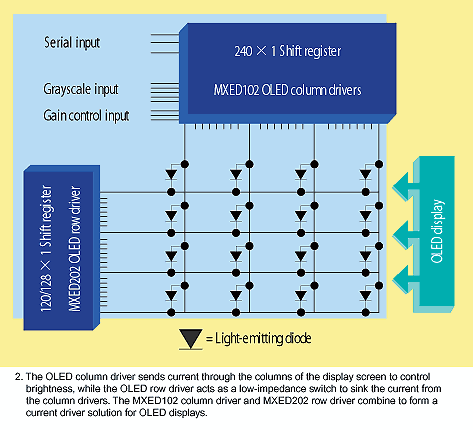 Serial input
240 × 1 Shift register
Grayscale input
MXED102 OLED column drivers
Gain control input
120/128 × 1 Shift register
MXED202 OLED row driver
OLED display
= Light-emitting diode
2. The OLED column driver sends current through the columns of the display screen to control
brightness, while the OLED row driver acts as a low-impedance switch to sink the current from
the column drivers. The MXED102 column driver and MXED202 row driver combine to form a
current driver solution for OLED displays.